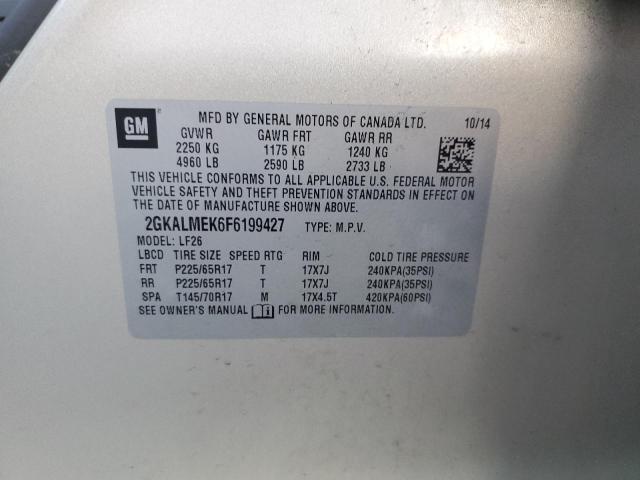 GM
MFD BY GENERAL MOTORS OF CANADA LTD. 10/14
GVWR GAWR FRT GAWR RR
2250 KG 1175 KG 1240 KG
4960 LB 2590 LB 2733 LB
THIS VEHICLE CONFORMS TO ALL APPLICABLE U.S. FEDERAL MOTOR
VEHICLE SAFETY AND THEFT PREVENTION STANDARDS IN EFFECT ON
THE DATE OF MANUFACTURE SHOWN ABOVE.
2GKALMEK6F6199427 TYPE: M.P.V.
MODEL: LF26
LBCD TIRE SIZE SPEED RTG RIM COLD TIRE PRESSURE
FRT P225/65R17 T 17X7J 240KPA(35PSI)
RR P225/65R17 T 17X7J 240KPA(35PSI)
SPA T145/70R17 M 17X4.5T 420KPA(60PSI)
SEE OWNER'S MANUAL FOR MORE INFORMATION.